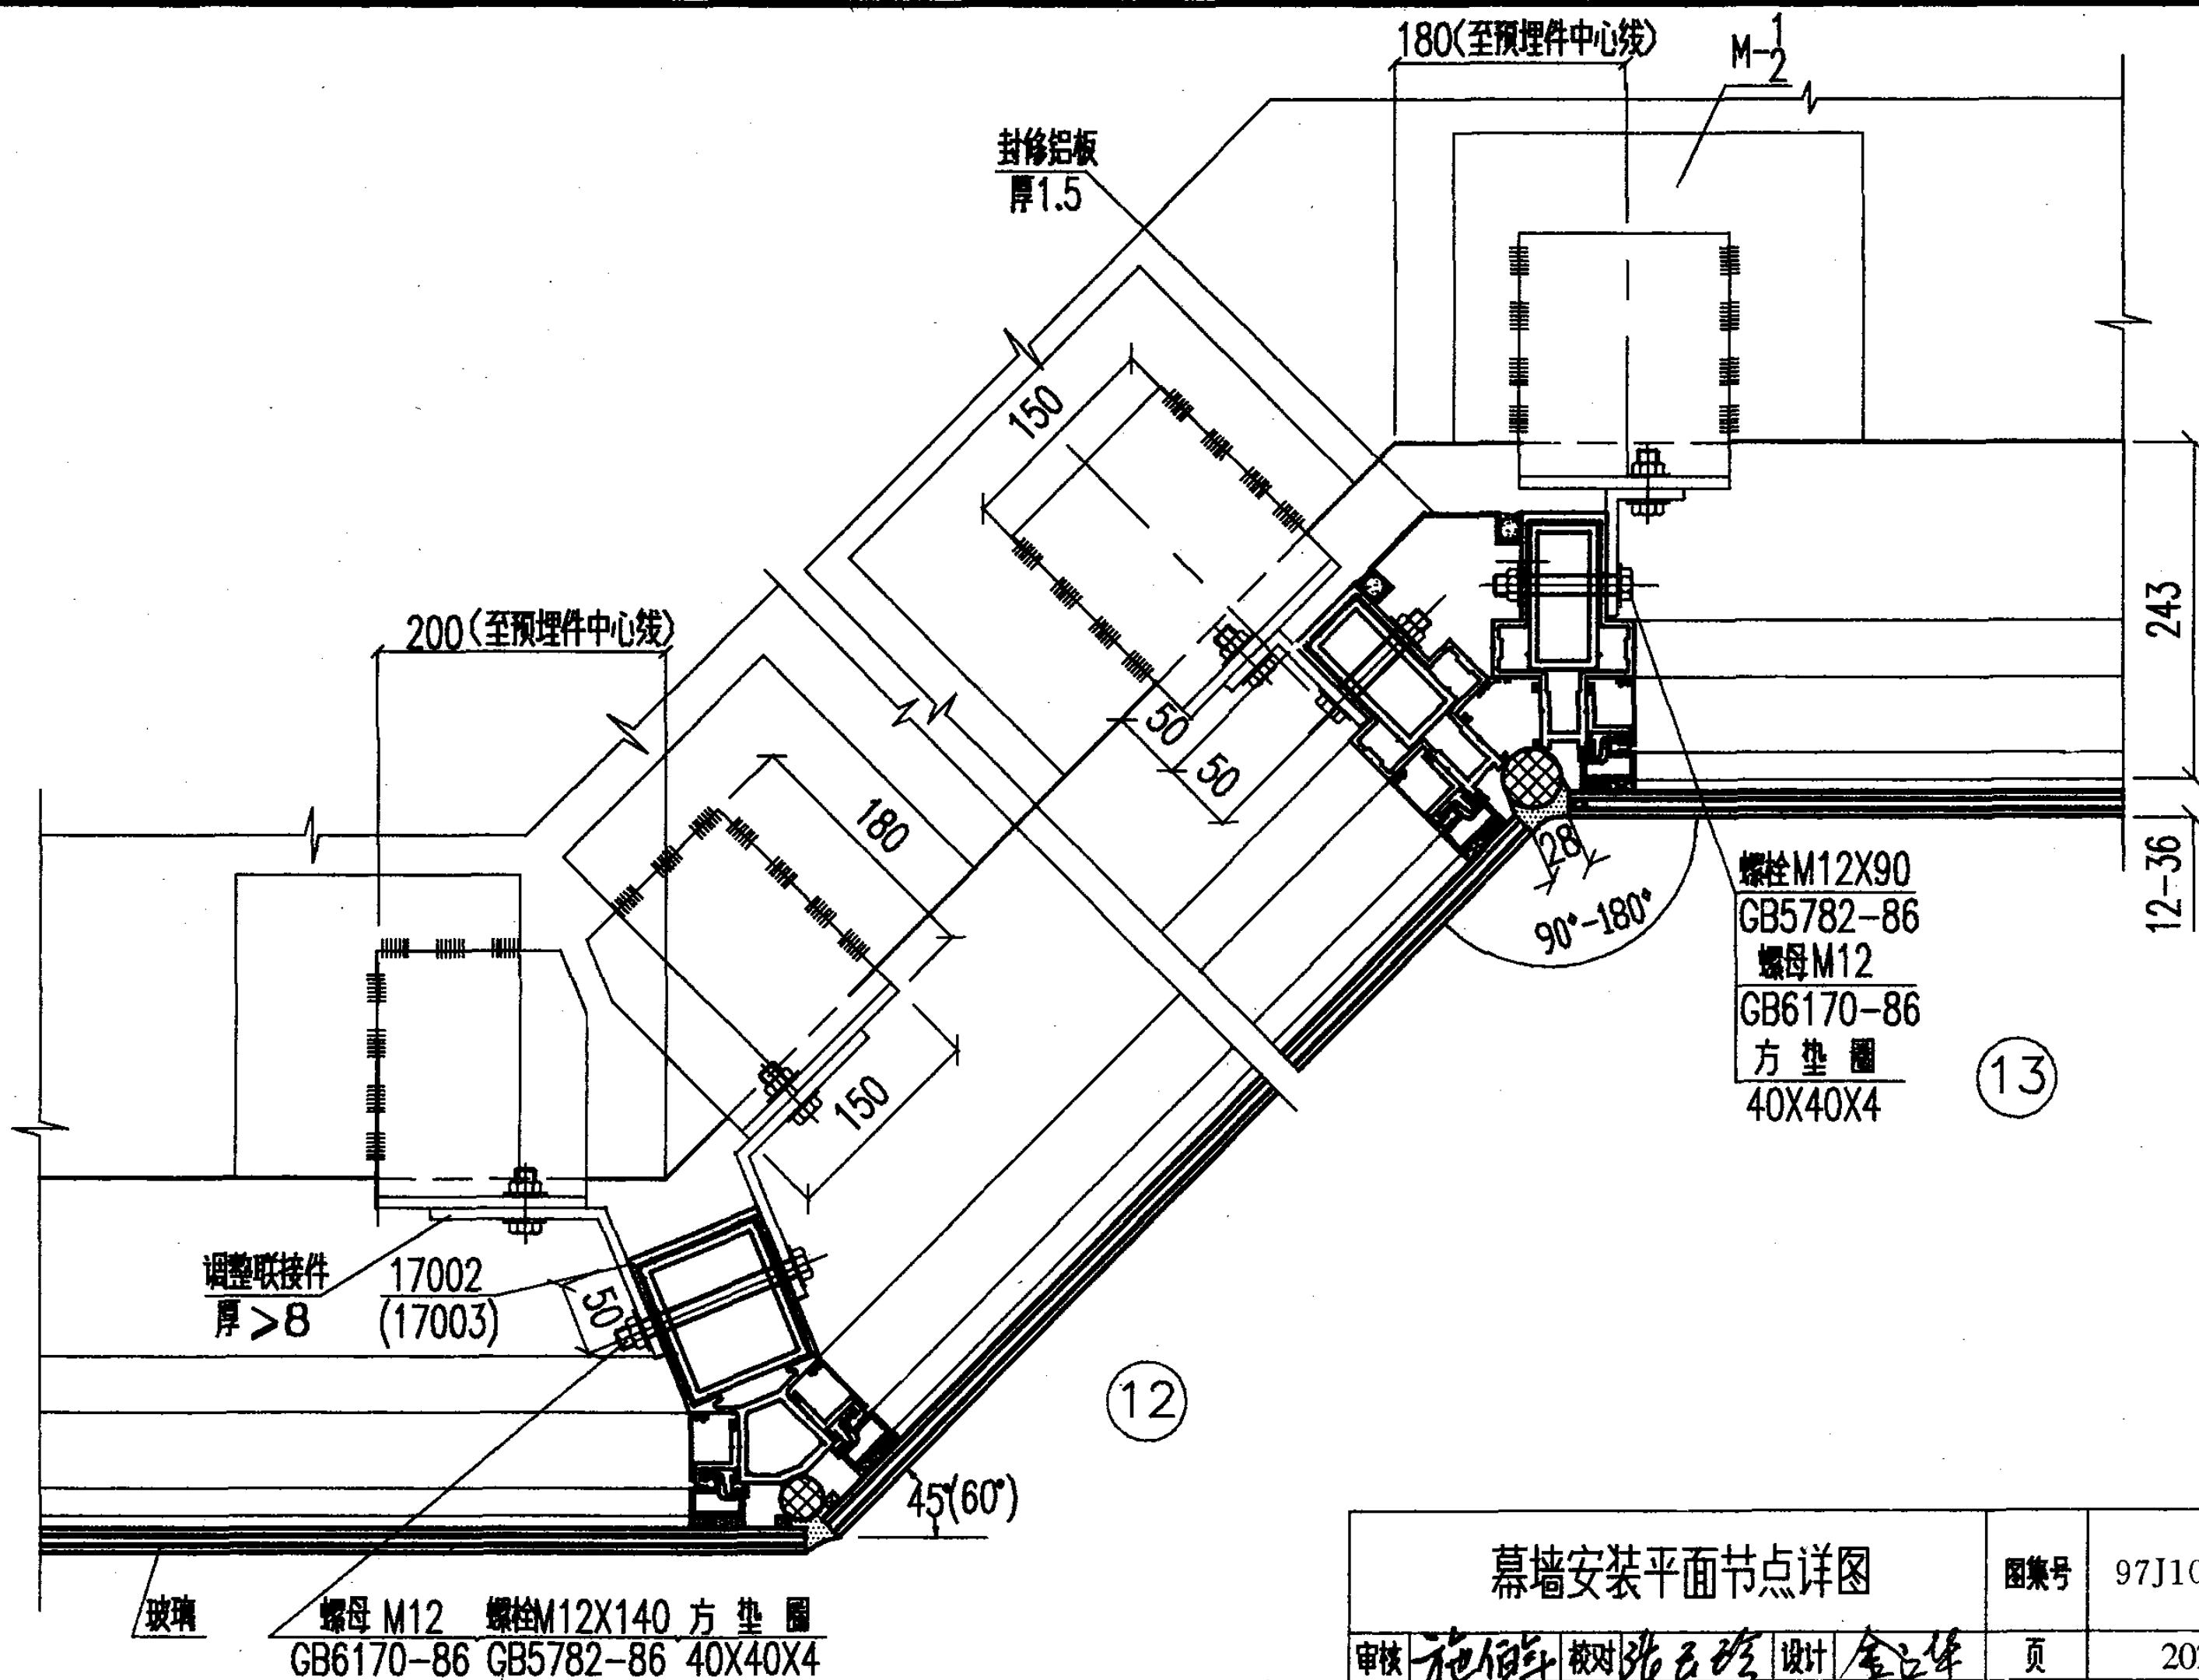 180(至预埋件中心线)
M-1/2
封修铝板
厚1.5
150
200(至预埋件中心线)
50
50
180
243
28
12-36
90°-180°
螺栓M12X90
GB5782-86
螺母M12
GB6170-86
方 垫 圈
40X40X4
13
150
调整联接件
厚>8
17002
(17003)
50
12
45°(60°)
玻璃
螺母 M12 螺栓M12X140 方 垫 圈
GB6170-86 GB5782-86 40X40X4
幕墙安装平面节点详图
图集号
97J10
审核
校对
设计
页
20